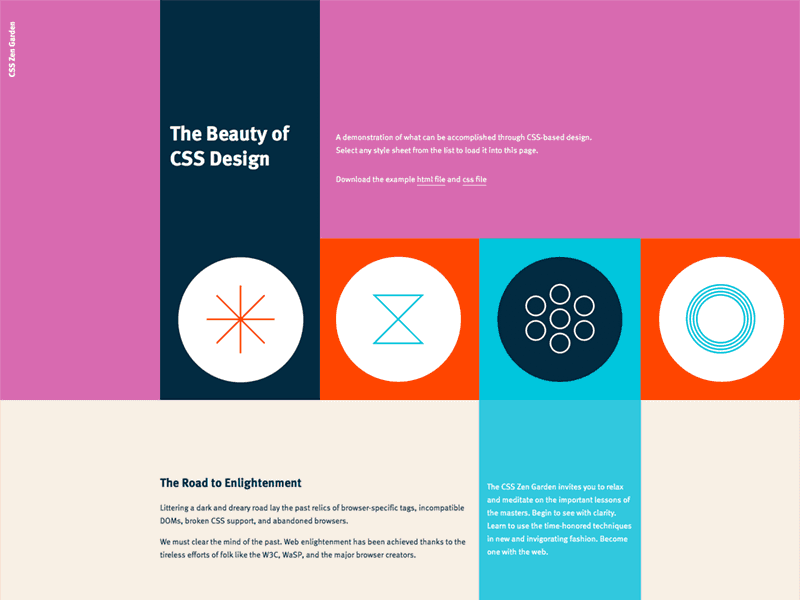 CSS Zen Garden
The Beauty of
CSS Design
A demonstration of what can be accomplished through CSS-based design.
Select any style sheet from the list to load it into this page.
Download the example html file and css file
The Road to Enlightenment
Littering a dark and dreary road lay the past relics of browser-specific tags, incompatible
DOMs, broken CSS support, and abandoned browsers.
We must clear the mind of the past. Web enlightenment has been achieved thanks to the
tireless efforts of folk like the W3C, WaSP, and the major browser creators.
The CSS Zen Garden invites you to relax
and meditate on the important lessons of
the masters. Begin to see with clarity.
Learn to use the time-honored techniques
in new and invigorating fashion. Become
one with the web.